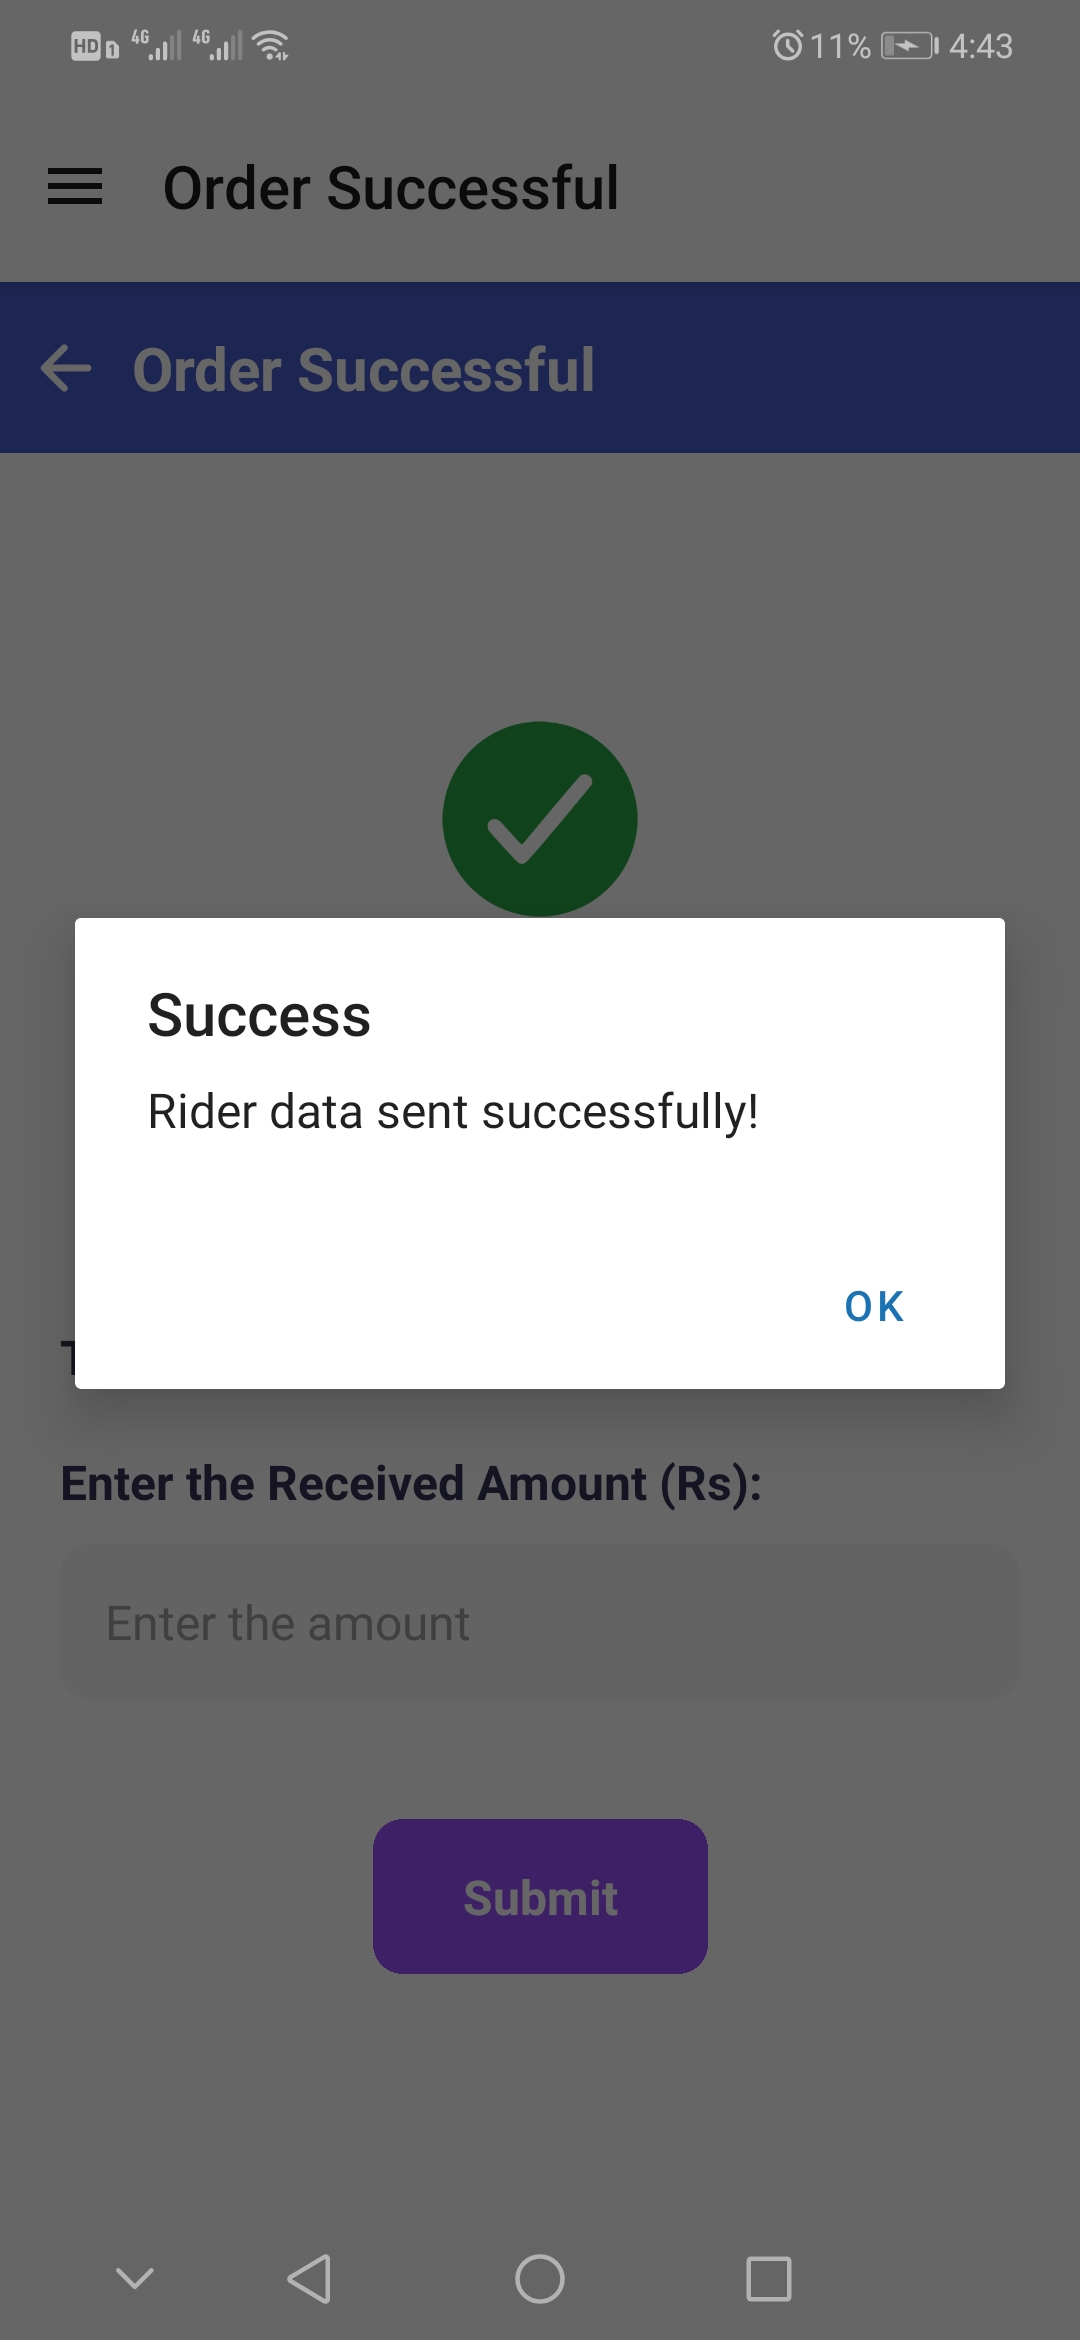 HD 1 4G 4G 11% 4:43
Order Successful
Order Successful
Success
Rider data sent successfully!
OK
Enter the Received Amount (Rs):
Enter the amount
Submit